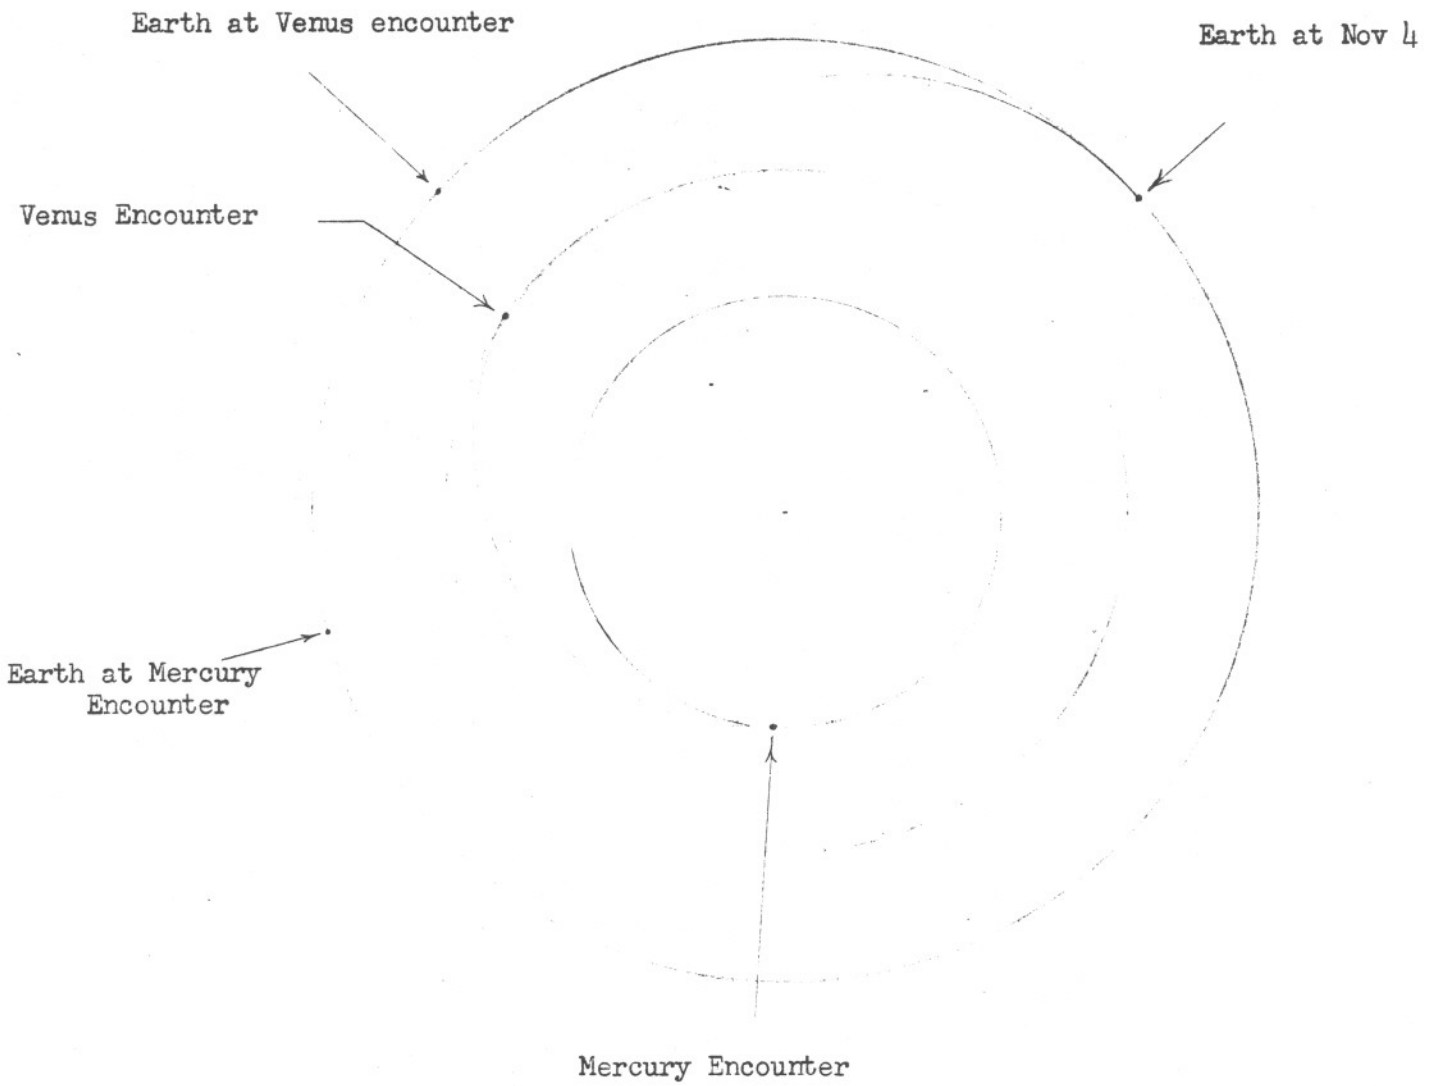 Earth at Venus encounter
Earth at Nov 4
Venus Encounter
Earth at Mercury
Encounter
Mercury Encounter